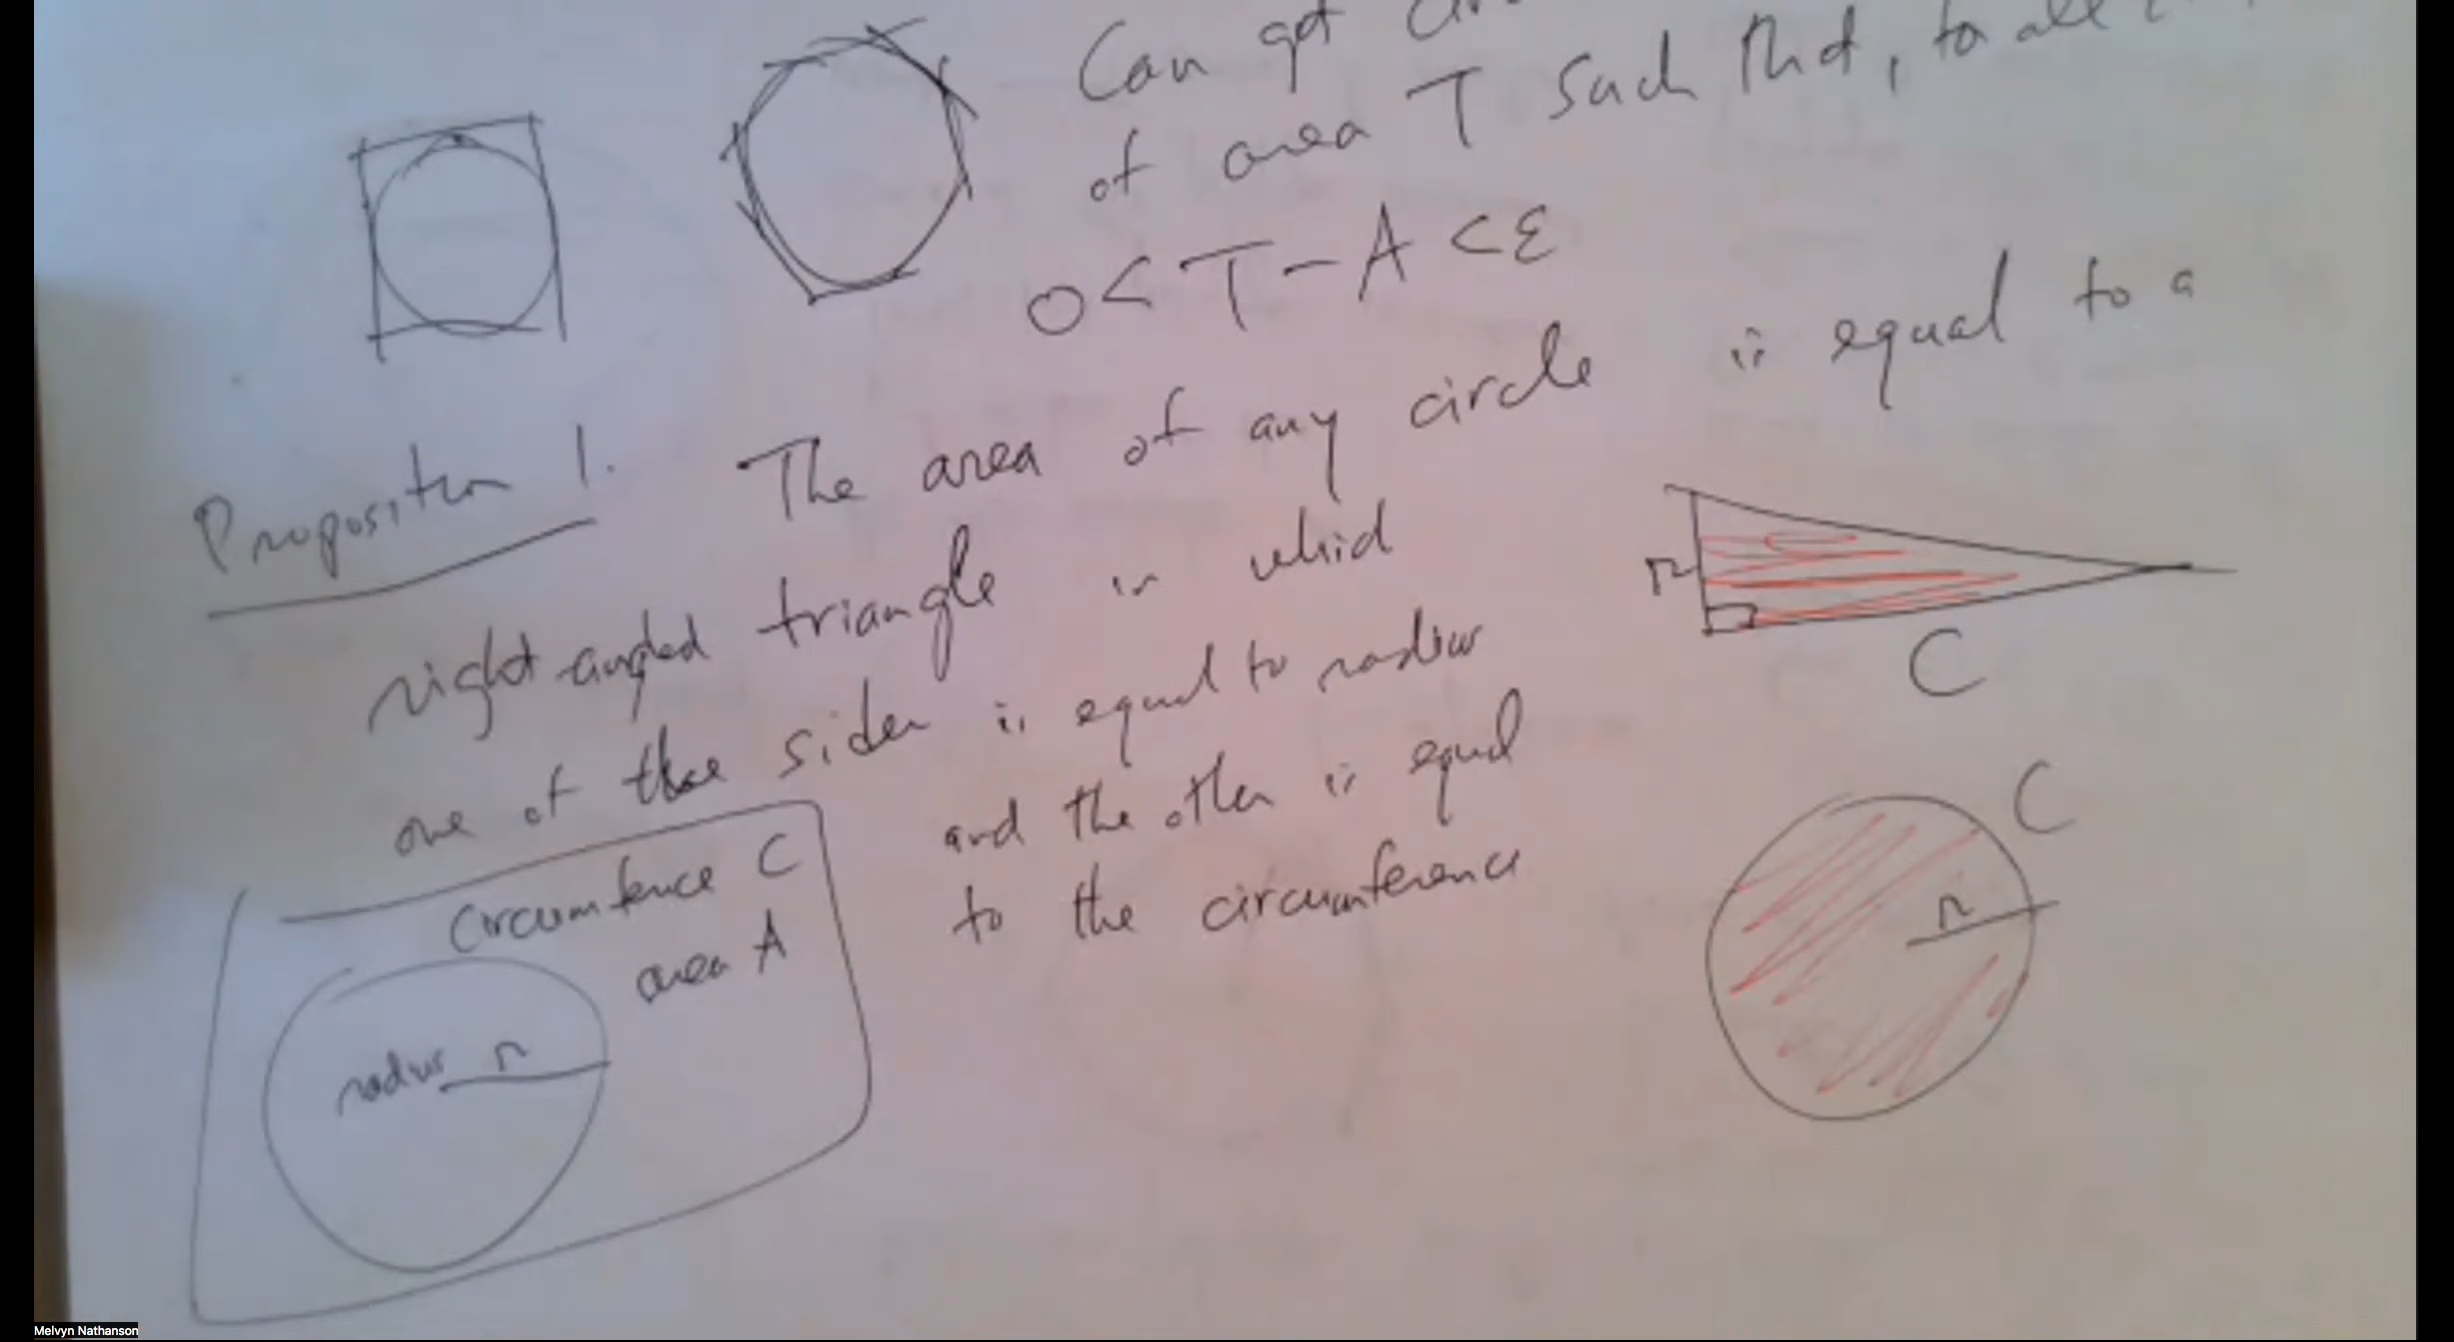 Can get
of area T such that, to all
0 < T - A < ε
Proposition 1. The area of any circle is equal to a
right-angled triangle in which
one of the sides is equal to radius
and the other is equal
to the circumference
r
C
C
r
Circumference C
area A
radius r
Melvyn Nathanson